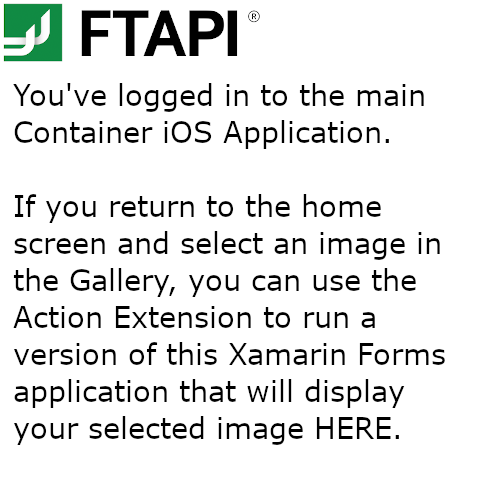 FTAPI®
You've logged in to the main
Container iOS Application.
If you return to the home
screen and select an image in
the Gallery, you can use the
Action Extension to run a
version of this Xamarin Forms
application that will display
your selected image HERE.